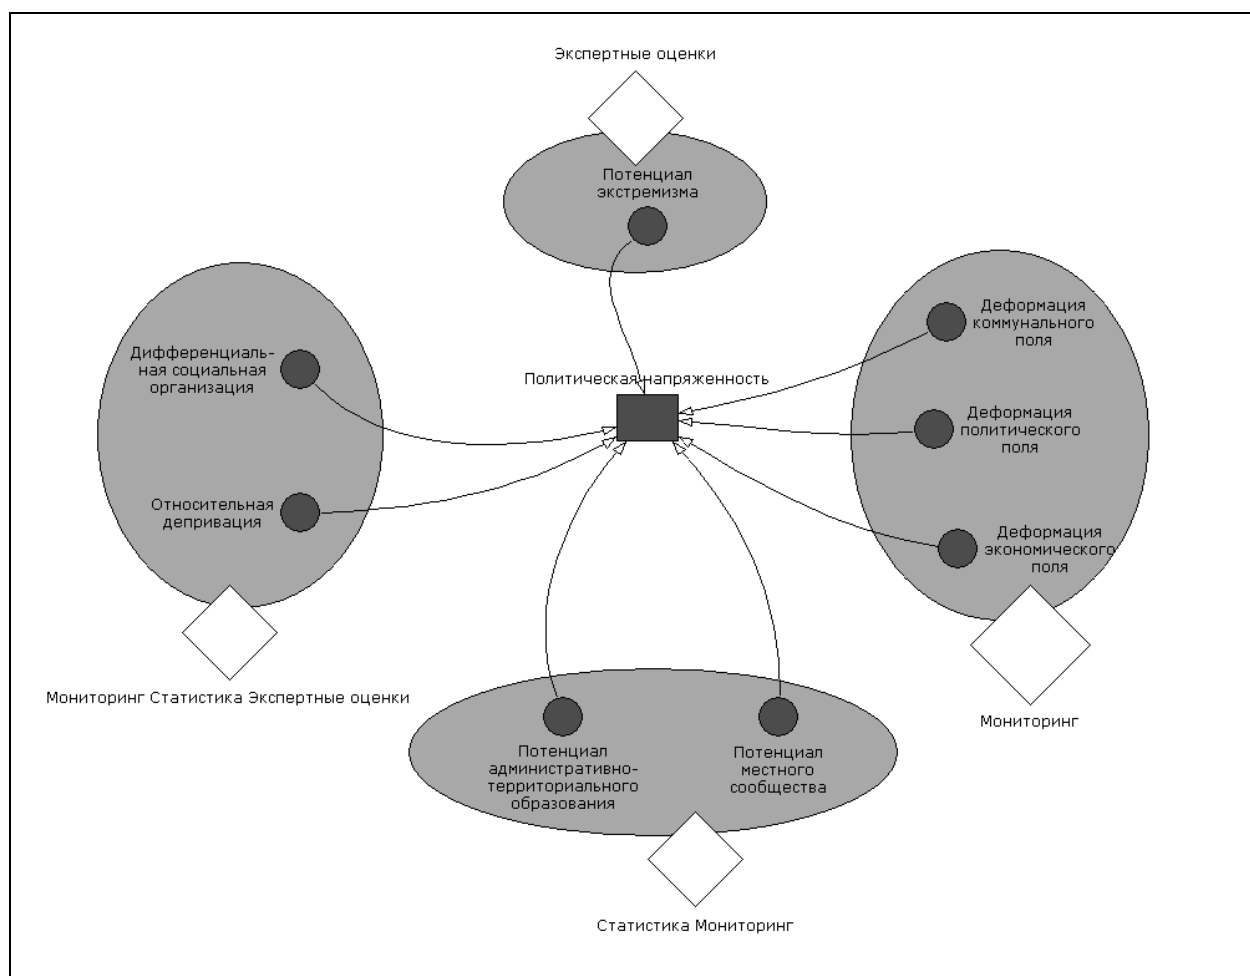 Экспертные оценки
Потенциал
экстремизма
Деформация
коммунального
поля
Дифференциаль-
ная социальная
организация
Политическая напряженность
Деформация
политического
поля
Относительная
депривация
Деформация
экономического
поля
Мониторинг Статистика Экспертные оценки
Мониторинг
Потенциал
административно-
территориального
образования
Потенциал
местного
сообщества
Статистика Мониторинг